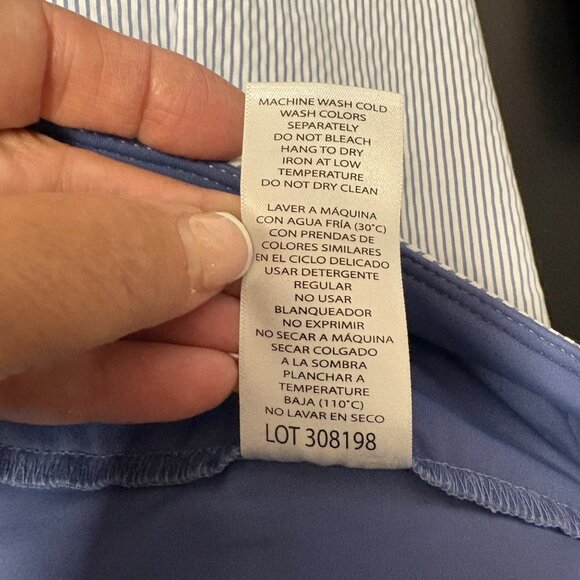 MACHINE WASH COLD
WASH COLORS
SEPARATELY
DO NOT BLEACH
HANG TO DRY
IRON AT LOW
TEMPERATURE
DO NOT DRY CLEAN
LAVER A MÁQUINA
CON AGUA FRÍA (30°C)
CON PRENDAS DE
COLORES SIMILARES
EN EL CICLO DELICADO
USAR DETERGENTE
REGULAR
NO USAR
BLANQUEADOR
NO EXPRIMIR
NO SECAR A MÁQUINA
SECAR COLGADO
A LA SOMBRA
PLANCHAR A
TEMPERATURE
BAJA (110°C)
NO LAVAR EN SECO
LOT 308198